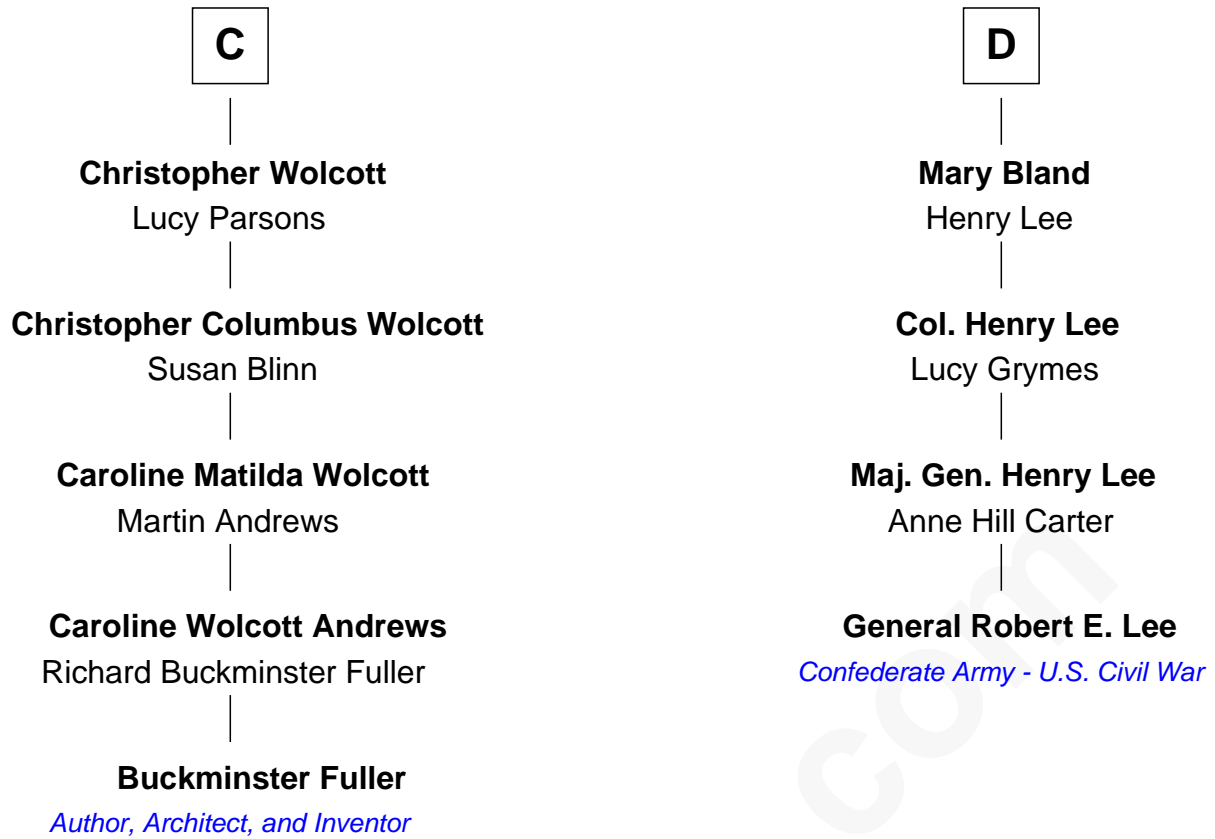 C
Christopher Wolcott
Lucy Parsons
Christopher Columbus Wolcott
Susan Blinn
Caroline Matilda Wolcott
Martin Andrews
Caroline Wolcott Andrews
Richard Buckminster Fuller
Buckminster Fuller
Author, Architect, and Inventor
D
Mary Bland
Henry Lee
Col. Henry Lee
Lucy Grymes
Maj. Gen. Henry Lee
Anne Hill Carter
General Robert E. Lee
Confederate Army - U.S. Civil War
com